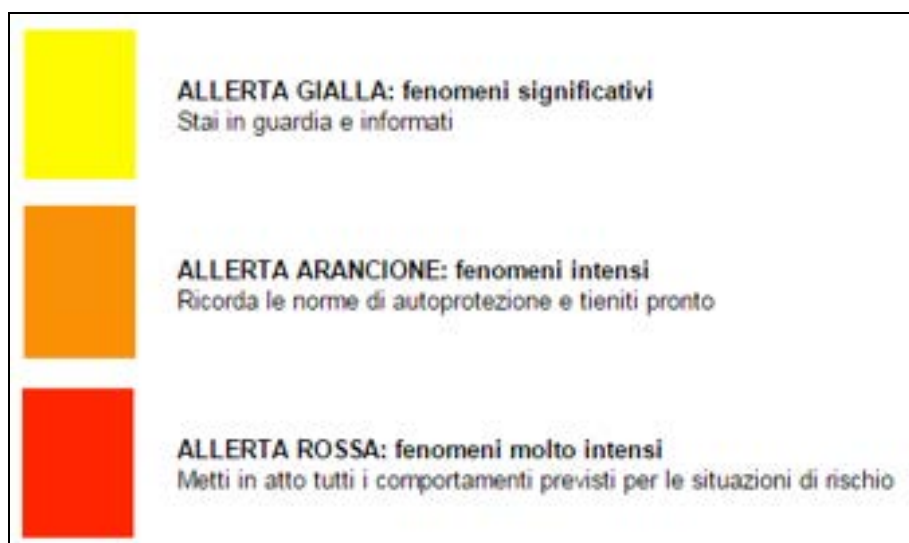 ALLERTA GIALLA: fenomeni significativi
Stai in guardia e informati
ALLERTA ARANCIONE: fenomeni intensi
Ricorda le norme di autoprotezione e tieniti pronto
ALLERTA ROSSA: fenomeni molto intensi
Metti in atto tutti i comportamenti previsti per le situazioni di rischio